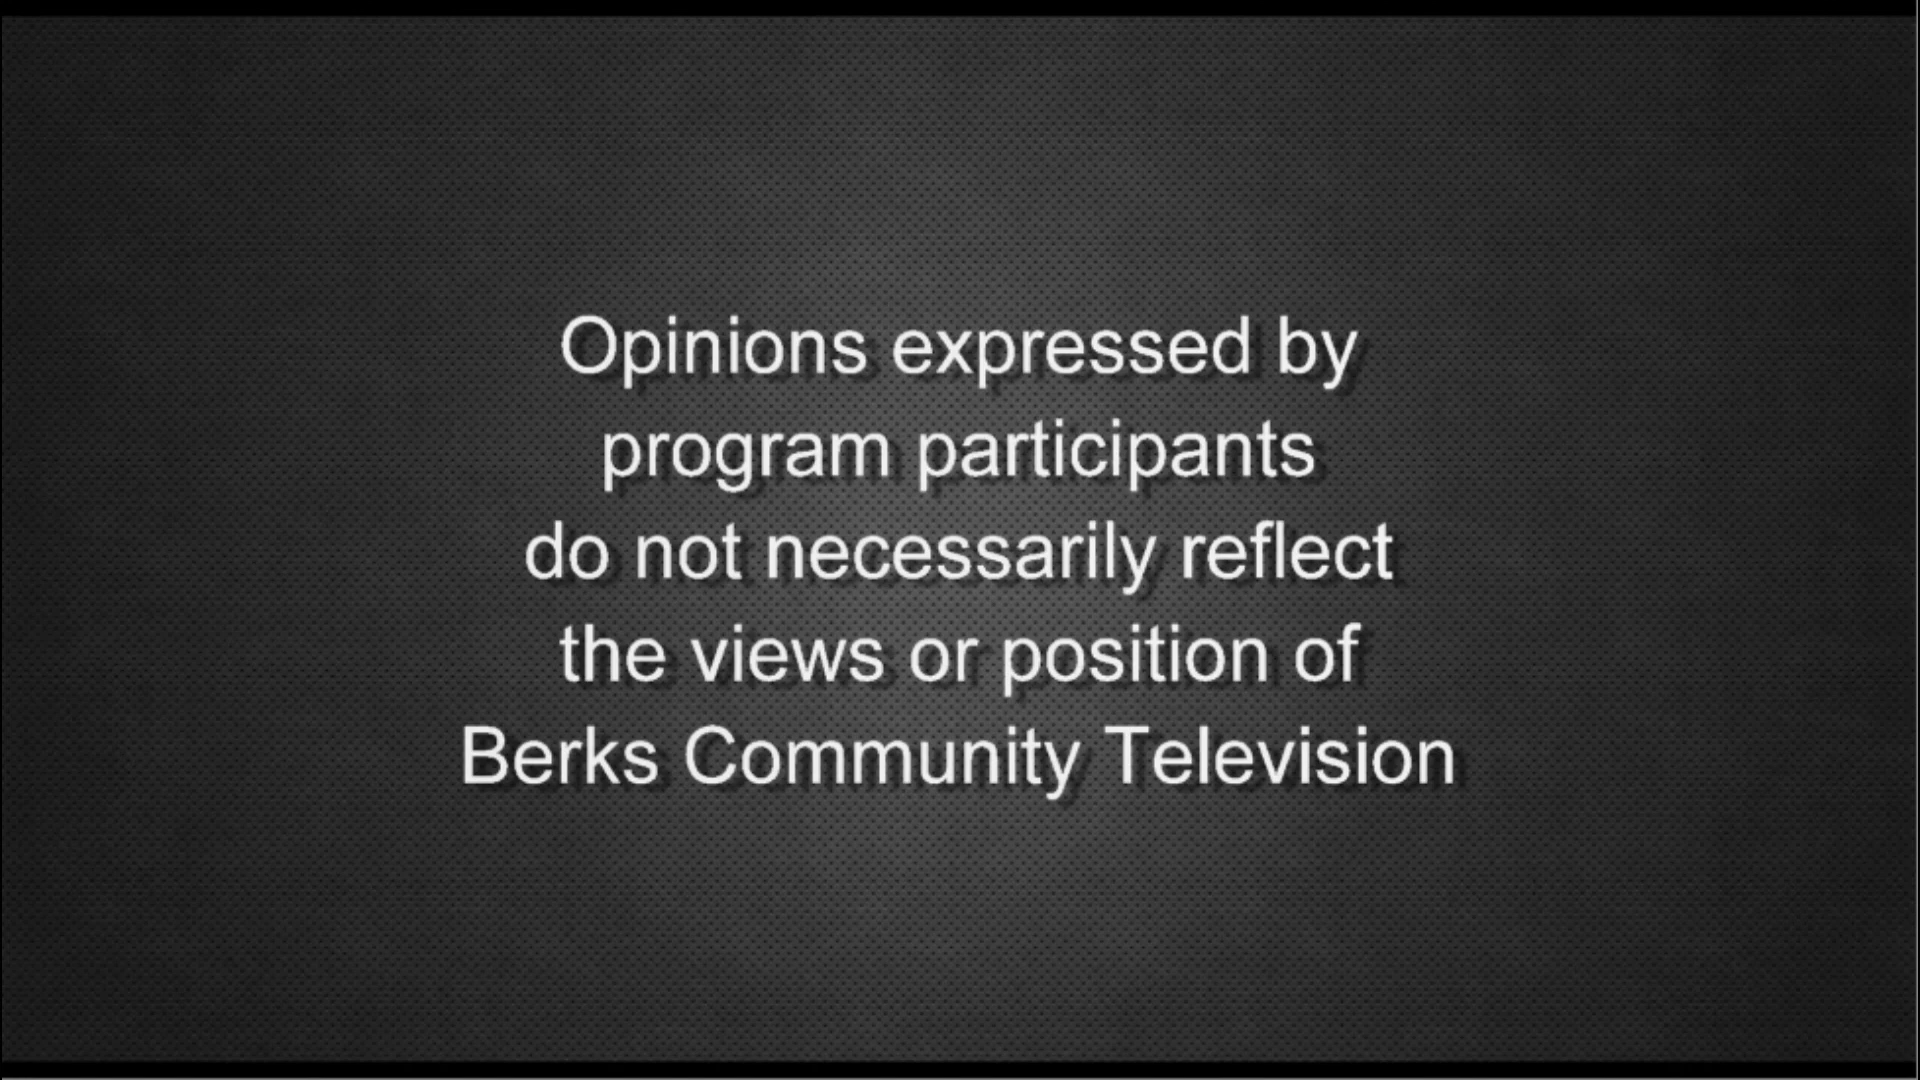 Opinions expressed by
program participants
do not necessarily reflect
the views or position of
Berks Community Television